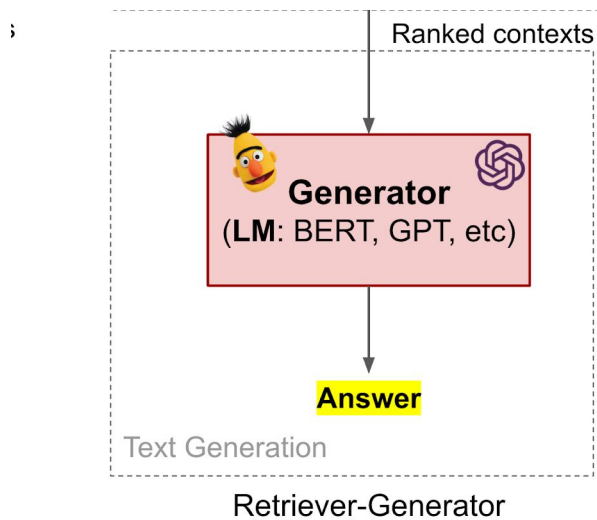 s
Ranked contexts
Generator
(LM: BERT, GPT, etc)
Answer
Text Generation
Retriever-Generator